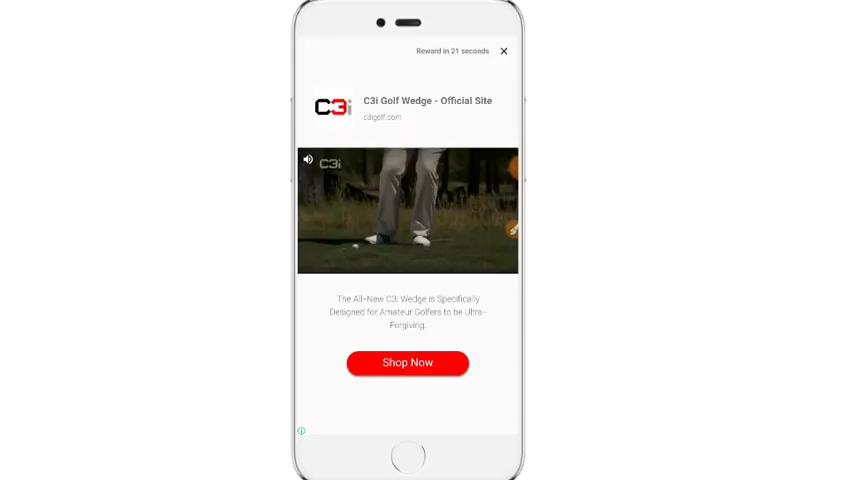 Reward in 21 seconds
C3i
C3i Golf Wedge - Official Site
c3igolf.com
C3i
The All-New C3i Wedge is Specifically
Designed for Amateur Golfers to be Ultra-
Forgiving.
Shop Now